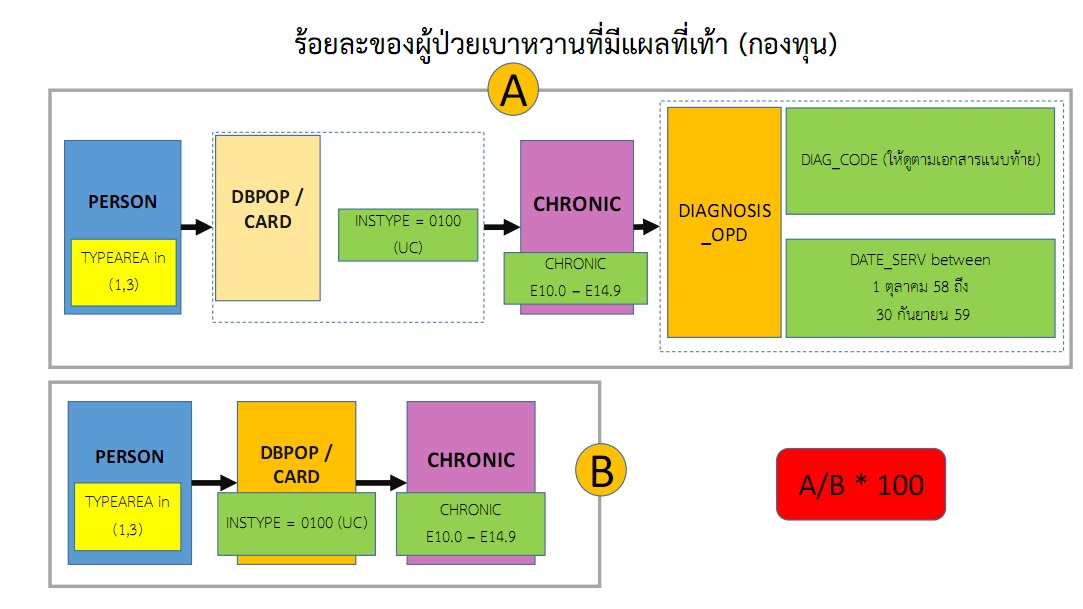 ร้อยละของผู้ป่วยเบาหวานที่มีแผลที่เท้า (กองทุน)
A
PERSON
TYPEAREA in
(1,3)
DBPOP /
CARD
INSTYPE = 0100
(UC)
CHRONIC
CHRONIC
E10.0 – E14.9
DIAGNOSIS
_OPD
DIAG_CODE (ให้ดูตามเอกสารแนบท้าย)
DATE_SERV between
1 ตุลาคม 58 ถึง
30 กันยายน 59
B
PERSON
TYPEAREA in
(1,3)
DBPOP /
CARD
INSTYPE = 0100 (UC)
CHRONIC
CHRONIC
E10.0 – E14.9
A/B * 100